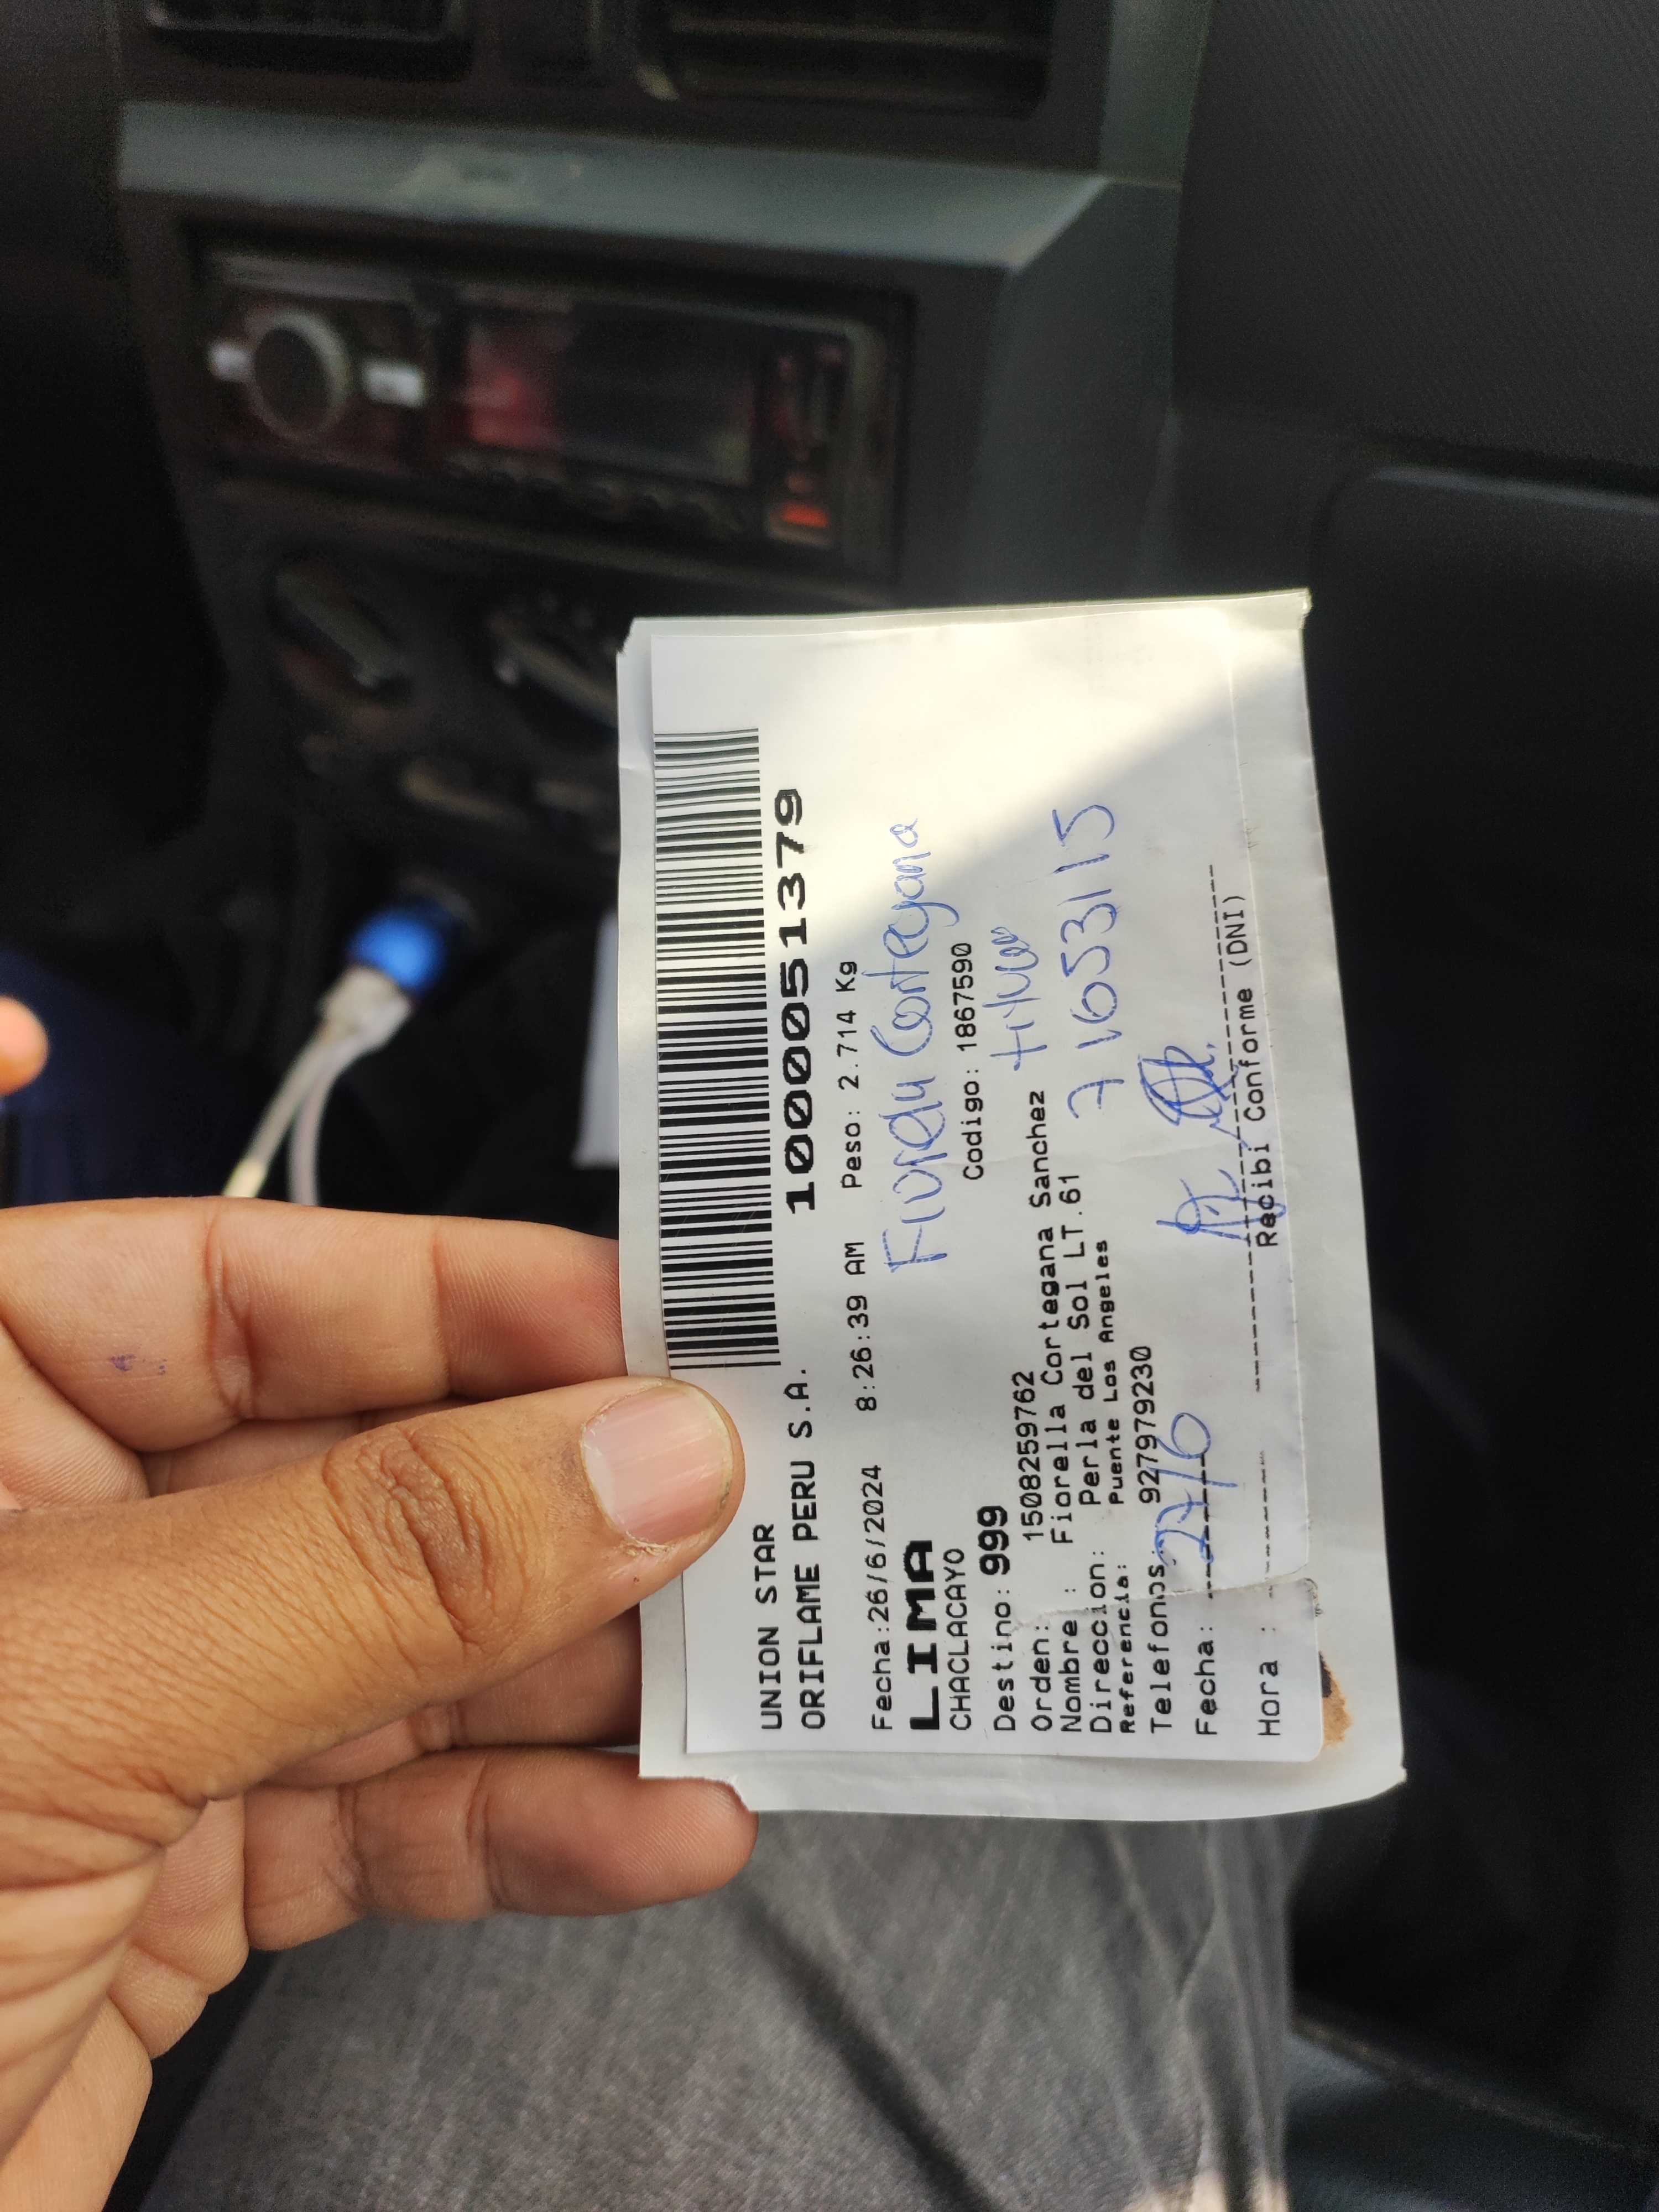 UNION STAR
ORIFLAME PERU S.A. 1000051379
Fecha:26/6/2024 8:26:39 AM Peso: 2.714 Kg
LIMA
Fiorella Cortegana
CHACLACAYO
Destino: 999 Codigo: 1867590
titular
Orden: 1508259762
Nombre : Fiorella Cortegana Sanchez
Direccion: Perla del Sol LT.61
71653115
Referencia: Puente Los Angeles
Telefonos: 927979230
Fecha: 27/6
Hora :
Recibi Conforme (DNI)